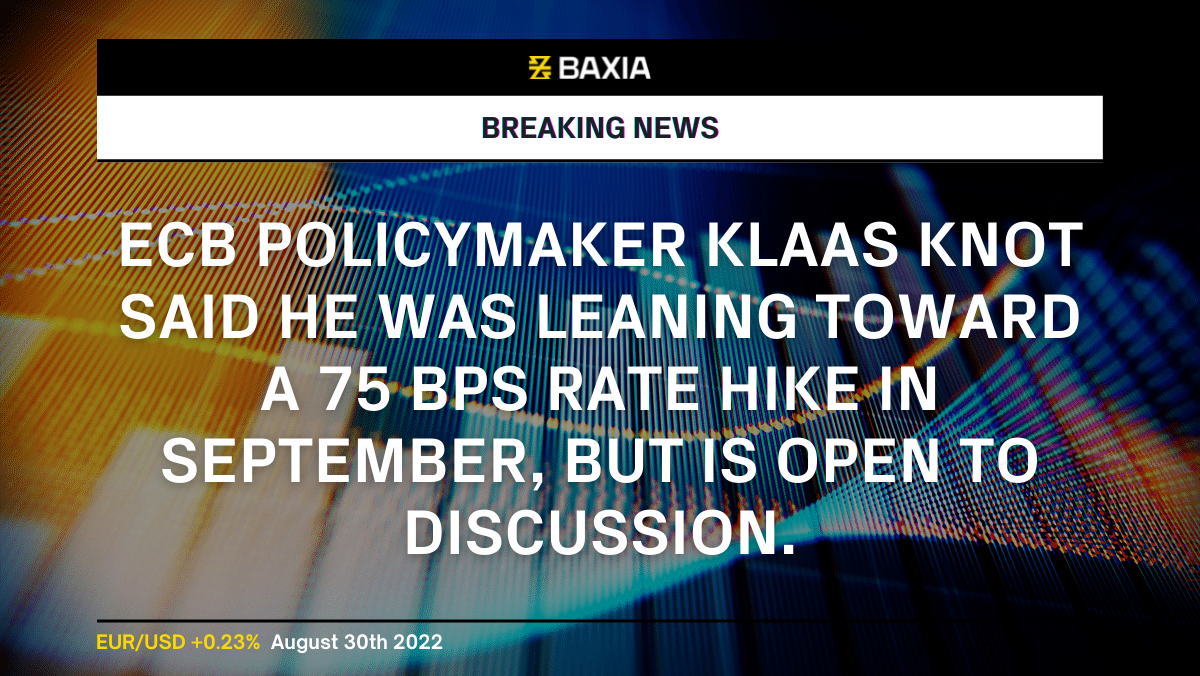 BAXIA
BREAKING NEWS
ECB POLICYMAKER KLAAS KNOT
SAID HE WAS LEANING TOWARD
A 75 BPS RATE HIKE IN
SEPTEMBER, BUT IS OPEN TO
DISCUSSION.
EUR/USD +0.23% August 30th 2022